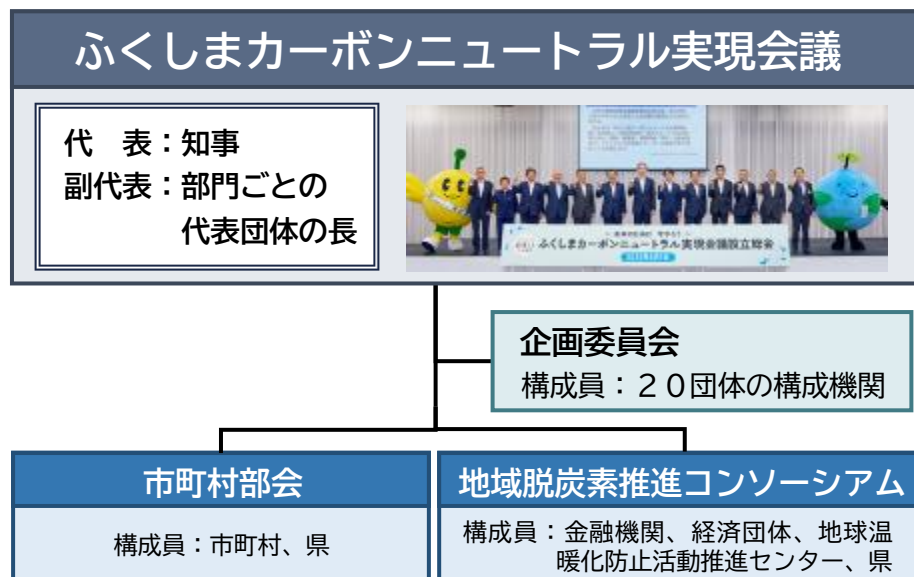 ふくしまカーボンニュートラル実現会議
代　表：知事
副代表：部門ごとの
代表団体の長
ふくしまカーボンニュートラル実現会議設立総会
企画委員会
構成員：２０団体の構成機関
市町村部会
構成員：市町村、県
地域脱炭素推進コンソーシアム
構成員：金融機関、経済団体、地球温
暖化防止活動推進センター、県